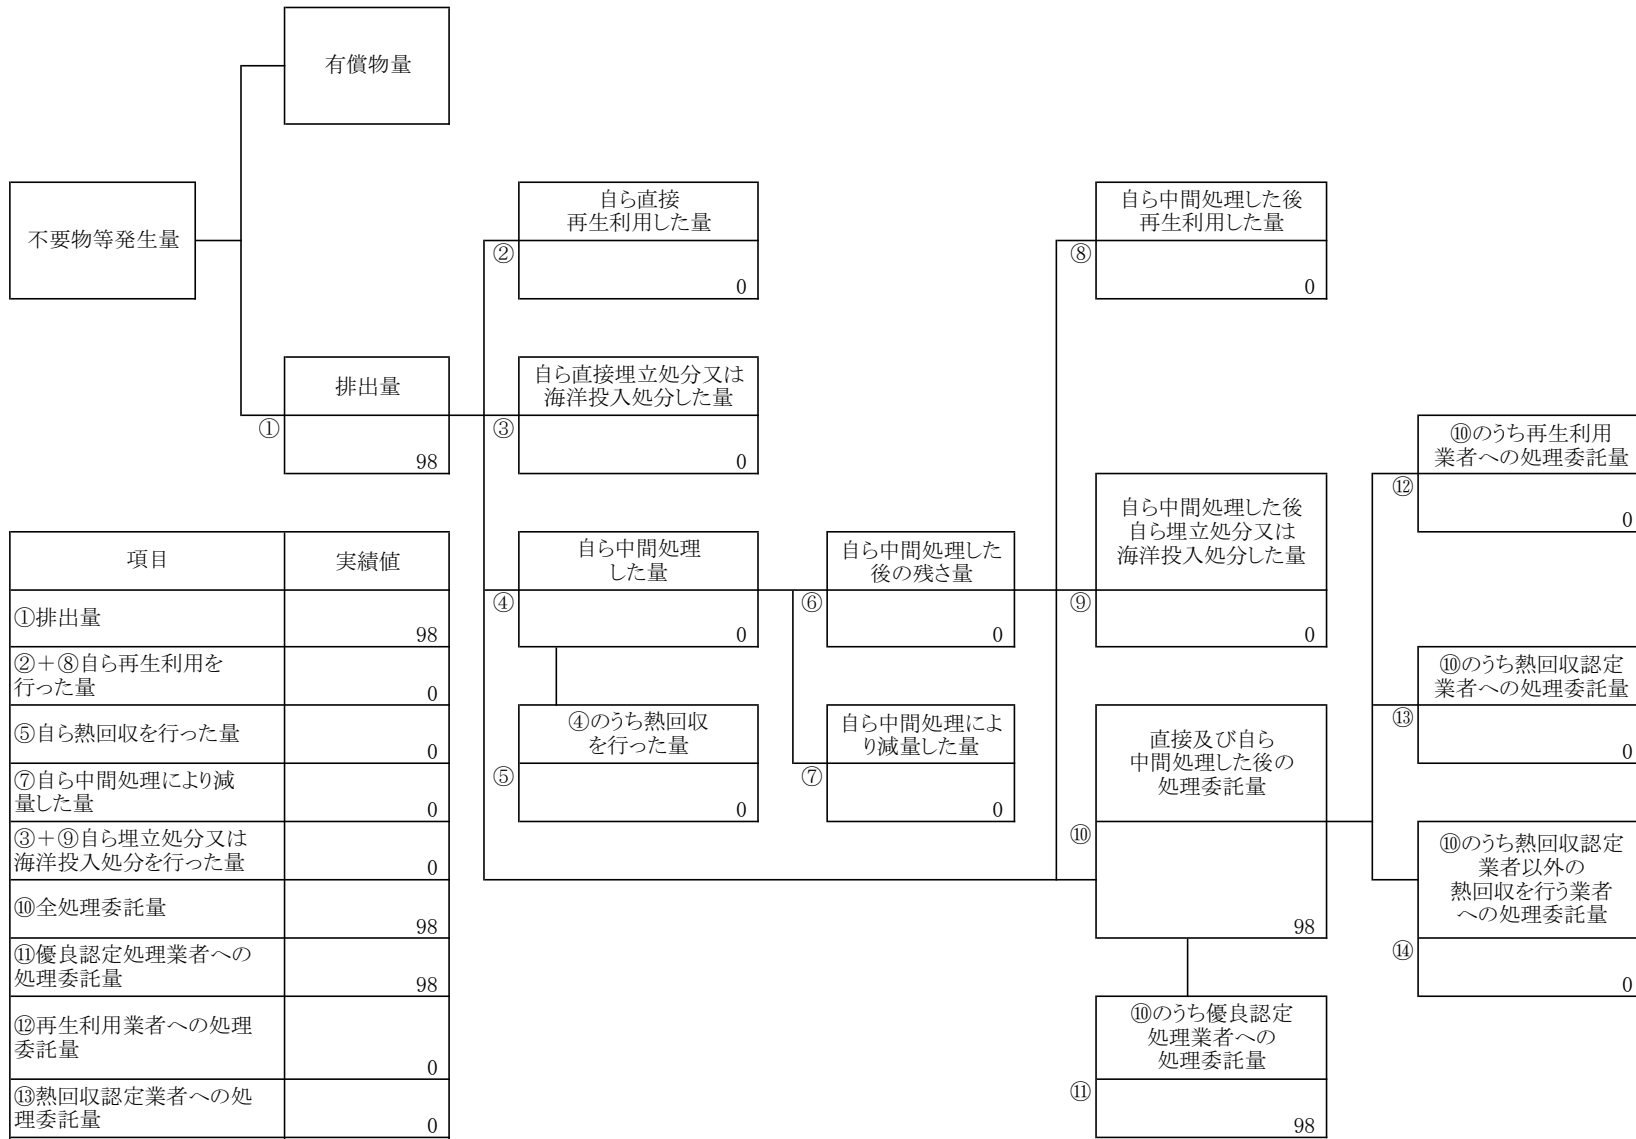 有償物量
不要物等発生量
自ら直接
再生利用した量
②
0
自ら中間処理した後
再生利用した量
⑧
0
排出量
①
98
自ら直接埋立処分又は
海洋投入処分した量
③
0
⑩のうち再生利用
業者への処理委託量
⑫
0
自ら中間処理
した量
④
0
自ら中間処理した
後の残さ量
⑥
0
自ら中間処理した後
自ら埋立処分又は
海洋投入処分した量
⑨
0
⑩のうち熱回収認定
業者への処理委託量
⑬
0
④のうち熱回収
を行った量
⑤
0
自ら中間処理によ
り減量した量
⑦
0
直接及び自ら
中間処理した後の
処理委託量
⑩
98
⑩のうち熱回収認定
業者以外の
熱回収を行う業者
への処理委託量
⑭
0
⑩のうち優良認定
処理業者への
処理委託量
⑪
98
項目 実績値
①排出量
98
②＋⑧自ら再生利用を
行った量
0
⑤自ら熱回収を行った量
0
⑦自ら中間処理により減
量した量
0
③＋⑨自ら埋立処分又は
海洋投入処分を行った量
0
⑩全処理委託量
98
⑪優良認定処理業者への
処理委託量
98
⑫再生利用業者への処理
委託量
0
⑬熱回収認定業者への処
理委託量
0